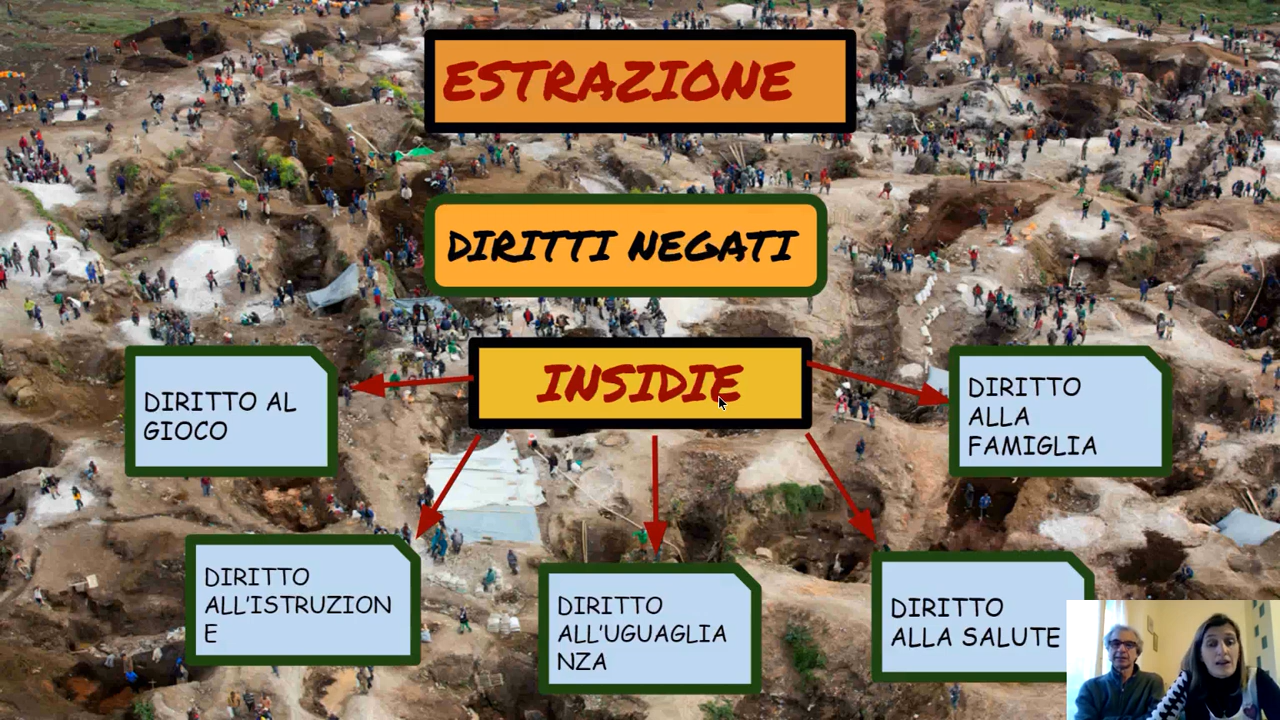 ESTRAZIONE
DIRITTI NEGATI
INSIDIE
DIRITTO AL
GIOCO
DIRITTO
ALLA
FAMIGLIA
DIRITTO
ALL'ISTRUZION
E
DIRITTO
ALL'UGUAGLIA
NZA
DIRITTO
ALLA SALUTE